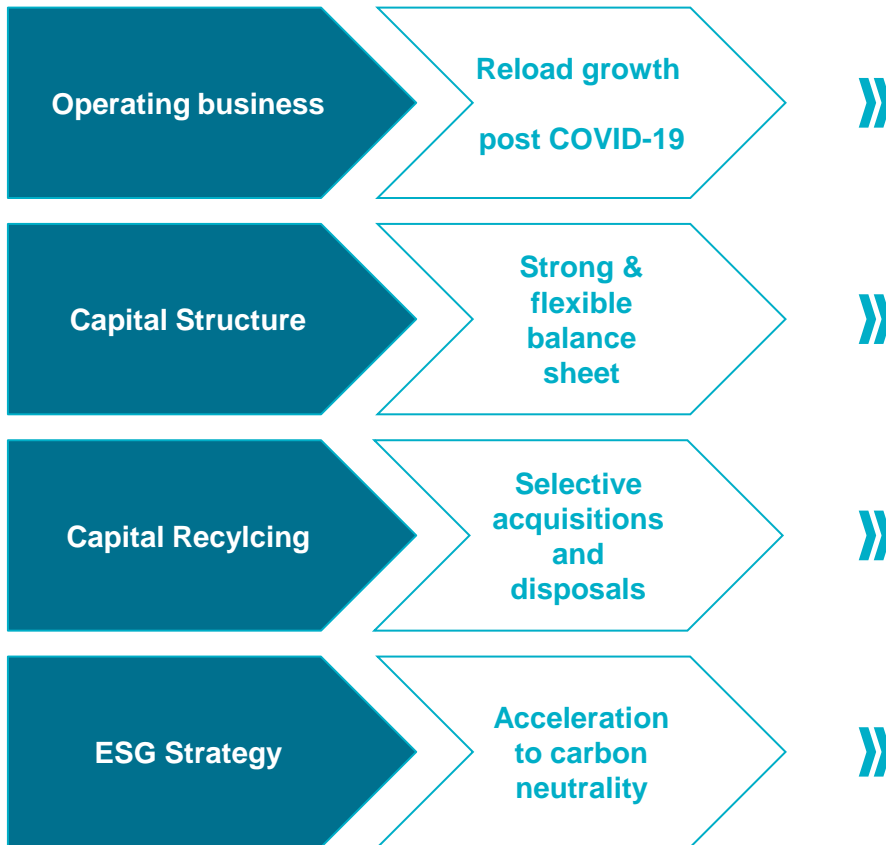 Operating business
Reload growth
post COVID-19
Capital Structure
Strong &
flexible
balance
sheet
Capital Recylcing
Selective
acquisitions
and
disposals
ESG Strategy
Acceleration
to carbon
neutrality